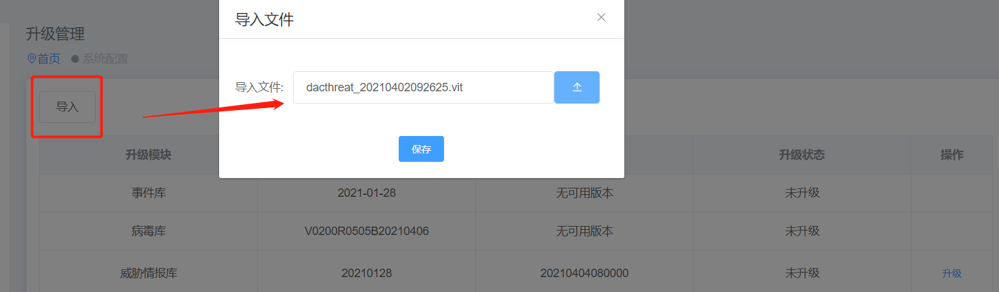 导入文件
升级管理
首页 系统配置
导入文件: dacthreat_20210402092625.vit
导入
保存
升级模块 升级状态 操作
事件库 2021-01-28 无可用版本 未升级
病毒库 V0200R0505B20210406 无可用版本 未升级
威胁情报库 20210128 20210404080000 未升级 升级